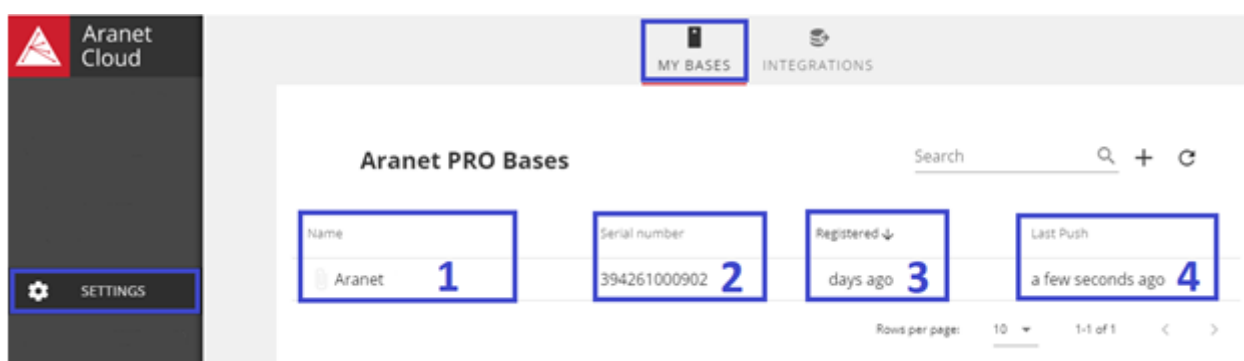 Aranet
Cloud
MY BASES
INTEGRATIONS
Aranet PRO Bases
Search
Name
Serial number
Registered
Last Push
Aranet 1
394261000902 2
days ago 3
a few seconds ago 4
SETTINGS
Rows per page: 10 1-1 of 1